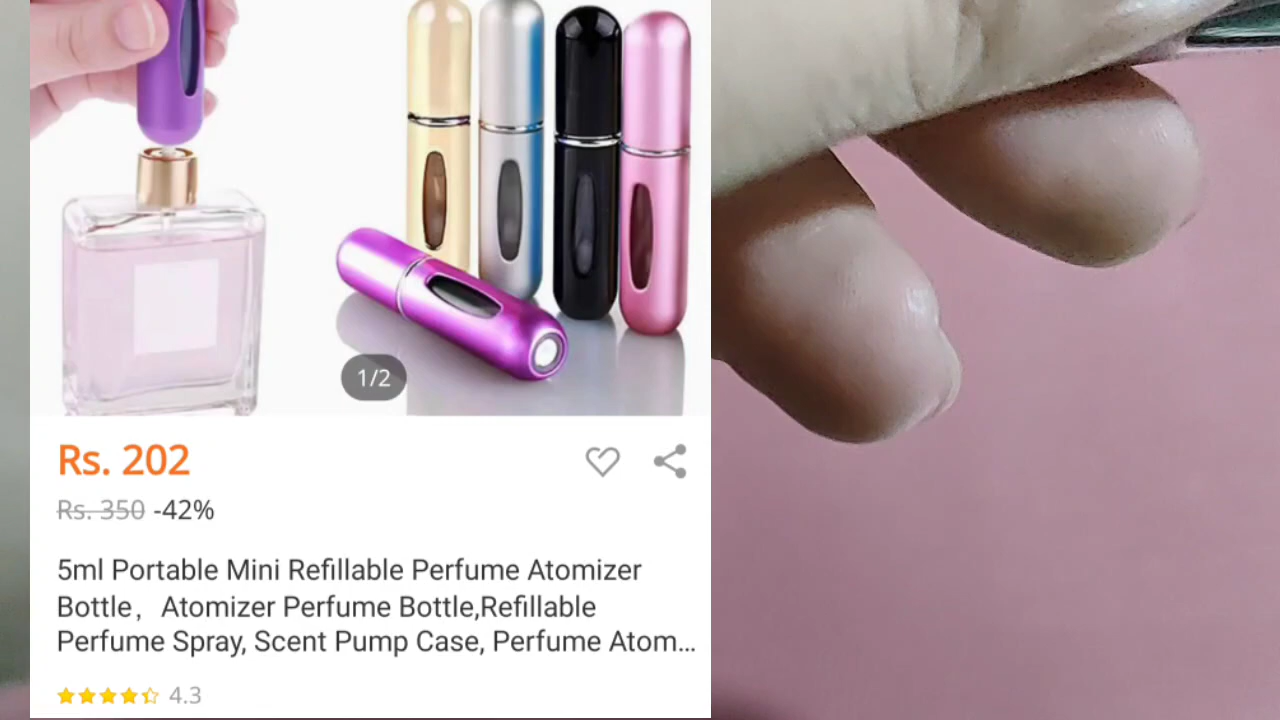 1/2
Rs. 202
Rs. 350 -42%
5ml Portable Mini Refillable Perfume Atomizer
Bottle，Atomizer Perfume Bottle,Refillable
Perfume Spray, Scent Pump Case, Perfume Atom...
4.3